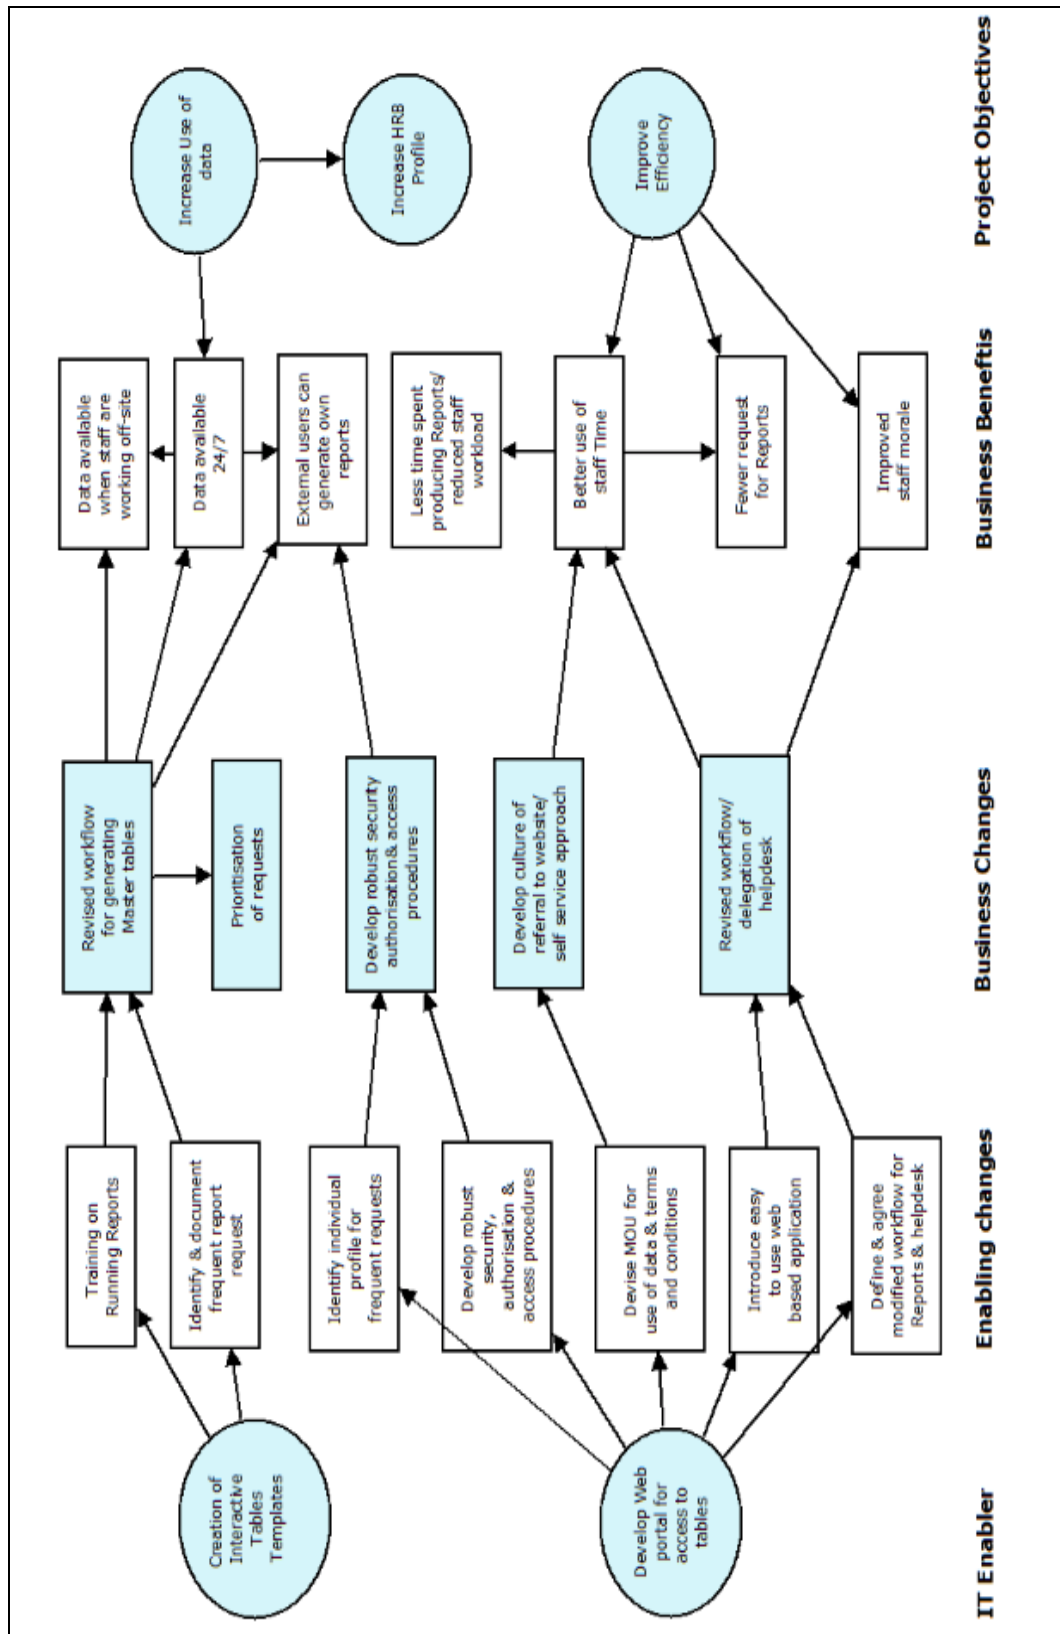 Creation of
Interactive
Tables
Templates
Develop Web
portal for
access to
tables
IT Enabler
Training on
Running Reports
Identify & document
frequent report
request
Identify individual
profile for
frequent requests
Develop robust
security,
authorisation &
access procedures
Devise MOU for
use of data & terms
and conditions
Introduce easy
to use web
based application
Define & agree
modified workflow for
Reports & helpdesk
Enabling changes
Revised workflow
for generating
Master tables
Prioritisation
of requests
Develop robust security
authorisation& access
procedures
Develop culture of
referral to website/
self service approach
Revised workflow/
delegation of
helpdesk
Business Changes
Data available
when staff are
working off-site
Data available
24/7
External users can
generate own
reports
Less time spent
producing Reports/
reduced staff
workload
Better use of
staff Time
Fewer request
for Reports
Improved
staff morale
Business Beneftis
Increase Use of
data
Increase HRB
Profile
Improve
Efficiency
Project Objectives